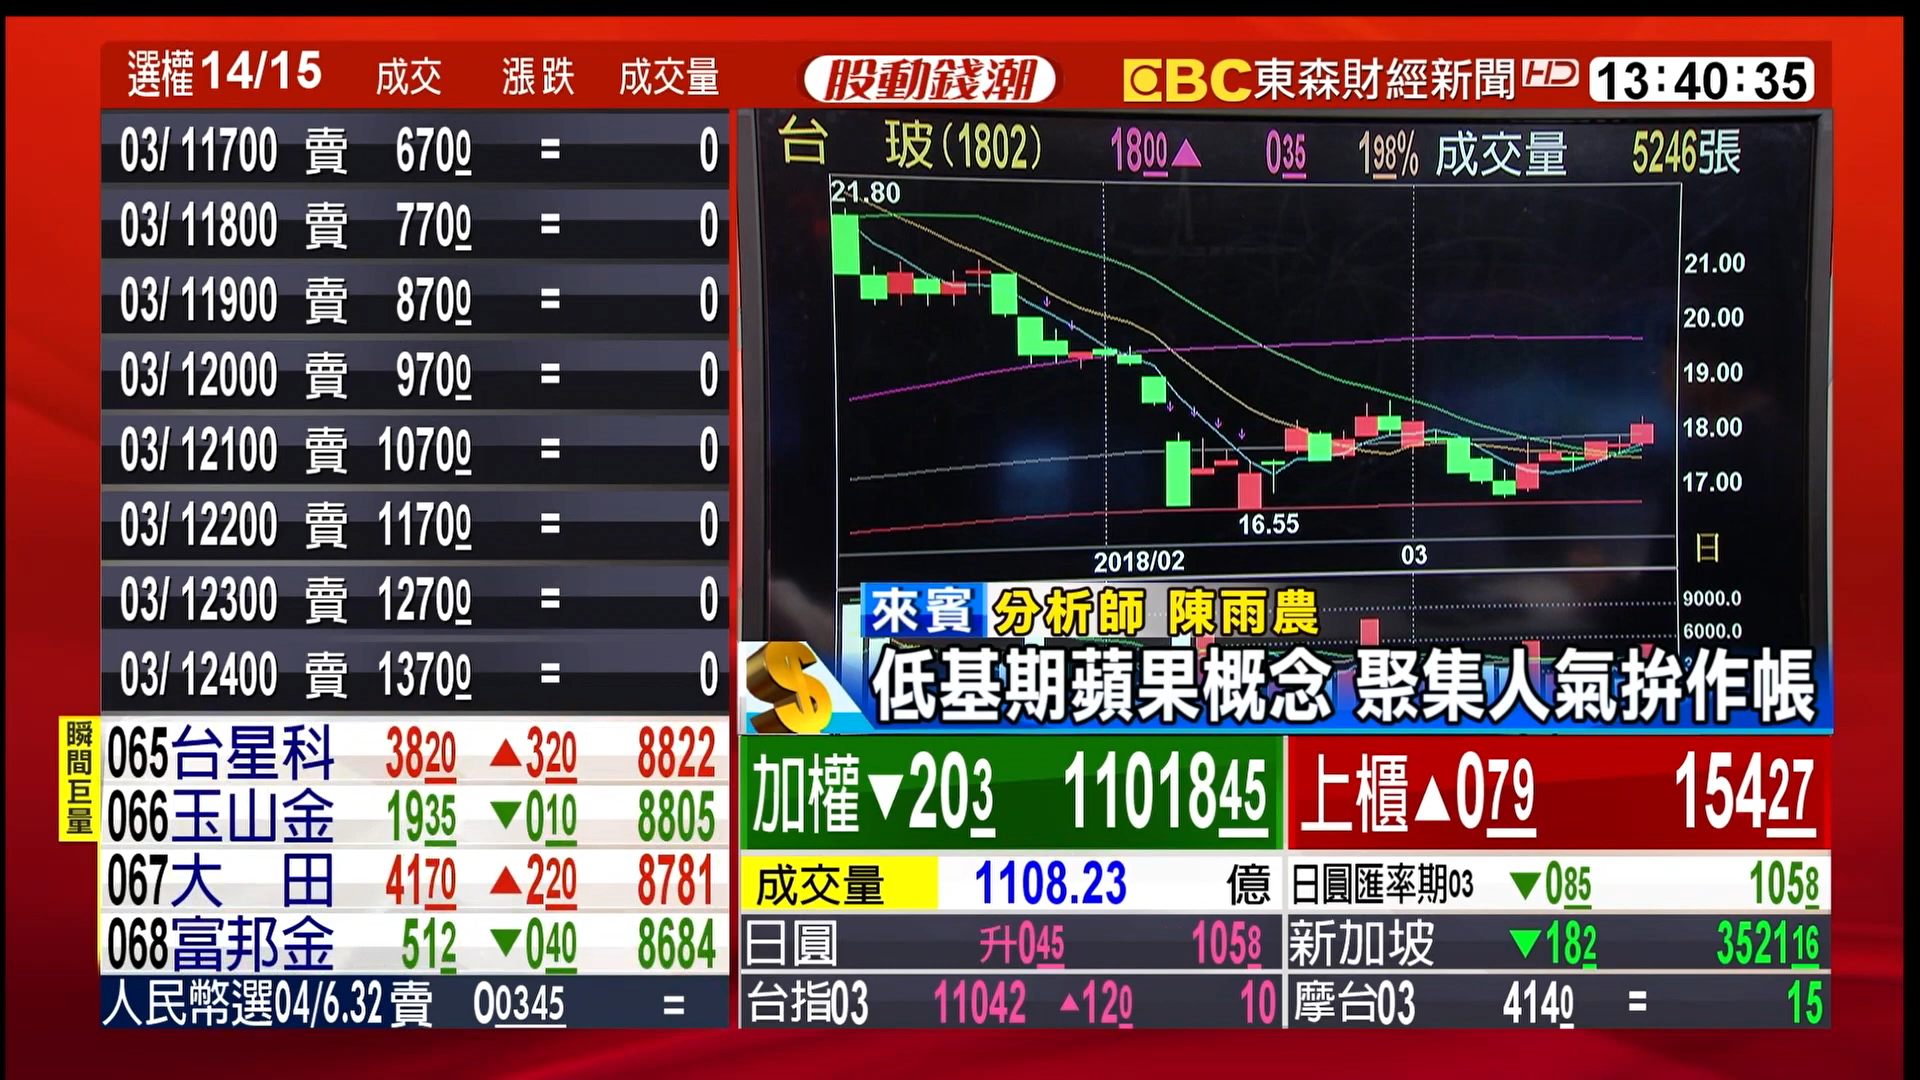 選權14/15 成交 漲跌 成交量
股動錢潮
EBC東森財經新聞HD 13:40:35
03/ 11700 賣 6700 = 0
03/ 11800 賣 7700 = 0
03/ 11900 賣 8700 = 0
03/ 12000 賣 9700 = 0
03/ 12100 賣 10700 = 0
03/ 12200 賣 11700 = 0
03/ 12300 賣 12700 = 0
03/ 12400 賣 13700 = 0
瞬間巨量
065台星科 3820 ▲320 8822
066玉山金 1935 ▼010 8805
067大田 4170 ▲220 8781
068富邦金 512 ▼040 8684
人民幣選04/6.32 賣 00345 =
台玻(1802) 1800▲ 035 198% 成交量 5246張
21.80
21.00
20.00
19.00
18.00
17.00
16.55
2018/02 03 日
9000.0
6000.0
來賓 分析師 陳雨農
低基期蘋果概念 聚集人氣拚作帳
加權▼203 1101845
上櫃▲079 15427
成交量 1108.23 億
日圓匯率期03 ▼085 1058
日圓 升045 1058
新加坡 ▼182 352116
台指03 11042 ▲120 10
摩台03 4140 = 15